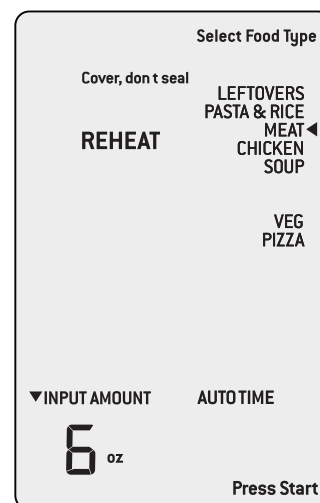 Select Food Type
Cover, don t seal
LEFTOVERS
PASTA & RICE
REHEAT
MEAT◀
CHICKEN
SOUP
VEG
PIZZA
▼INPUT AMOUNT
AUTO TIME
6 oz
Press Start